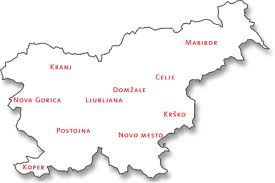 Maribor
Kranj
Celje
Domžale
Nova Gorica
Ljubljana
Krško
Postojna
Novo mesto
Koper